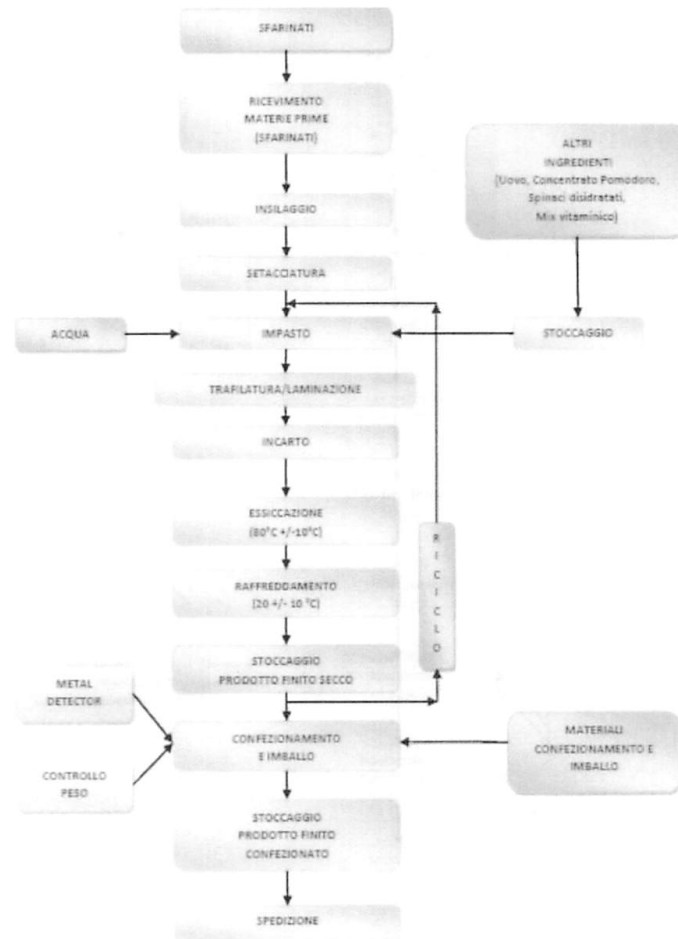 SFARINATI
RICEVIMENTO
MATERIE PRIME
(SFARINATI)
ALTRI
INGREDIENTI
(Uovo, Concentrato Pomodoro,
Spinaci disidratati,
Mix vitaminico)
INSILAGGIO
SETACCIATURA
ACQUA
IMPASTO
STOCCAGGIO
TRAFILATURA/LAMINAZIONE
INCARTO
ESSICCAZIONE
(80°C +/-10°C)
R
I
C
I
C
L
O
RAFFREDDAMENTO
(20 +/- 10 °C)
STOCCAGGIO
PRODOTTO FINITO SECCO
METAL
DETECTOR
CONFEZIONAMENTO
E IMBALLO
MATERIALI
CONFEZIONAMENTO E
IMBALLO
CONTROLLO
PESO
STOCCAGGIO
PRODOTTO FINITO
CONFEZIONATO
SPEDIZIONE